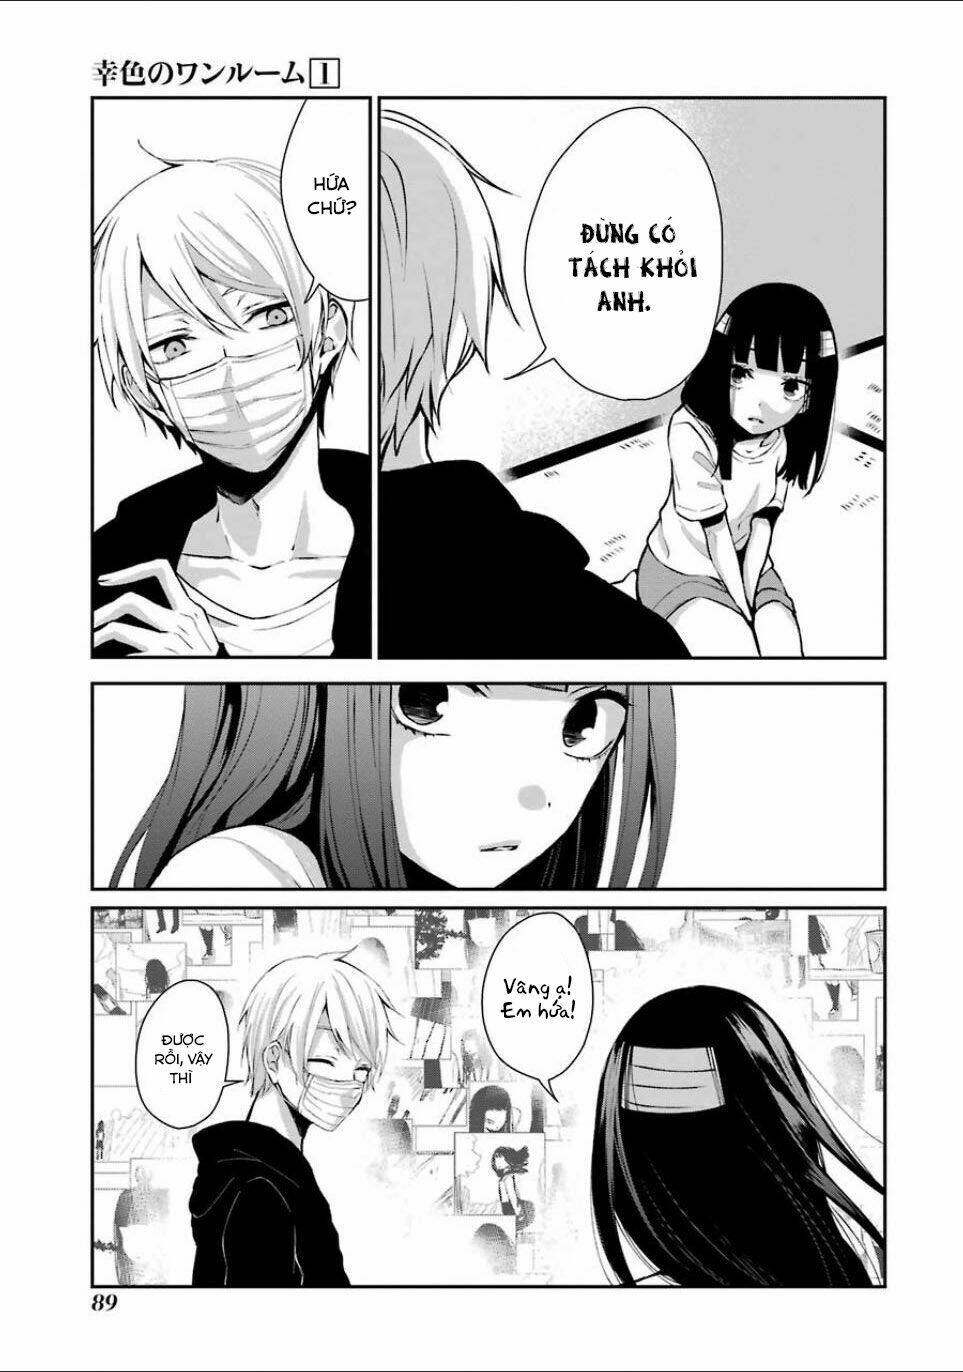 幸色のワンルーム 1
ĐỪNG CÓ
TÁCH KHỎI
ANH.
HỨA
CHỨ?
Vâng ạ!
Em hứa!
ĐƯỢC
RỒI, VẬY
THÌ
89